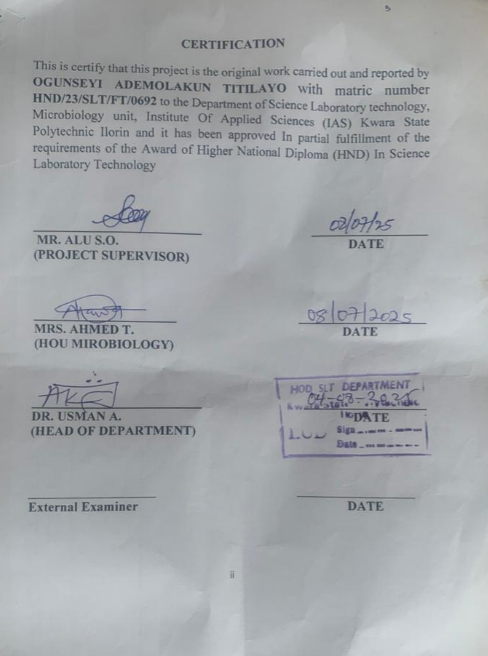 CERTIFICATION
This is certify that this project is the original work carried out and reported by
OGUNSEYI ADEMOLAKUN TITILAYO with matric number
HND/23/SLT/FT/0692 to the Department of Science Laboratory technology,
Microbiology unit, Institute Of Applied Sciences (IAS) Kwara State
Polytechnic Ilorin and it has been approved In partial fulfillment of the
requirements of the Award of Higher National Diploma (HND) In Science
Laboratory Technology
02/07/25
MR. ALU S.O. DATE
(PROJECT SUPERVISOR)
08/07/2025
MRS. AHMED T. DATE
(HOU MIROBIOLOGY)
HOD SLT DEPARTMENT
04-08-2025
DR. USMAN A. DATE
(HEAD OF DEPARTMENT) Sign
Date
External Examiner DATE
ii